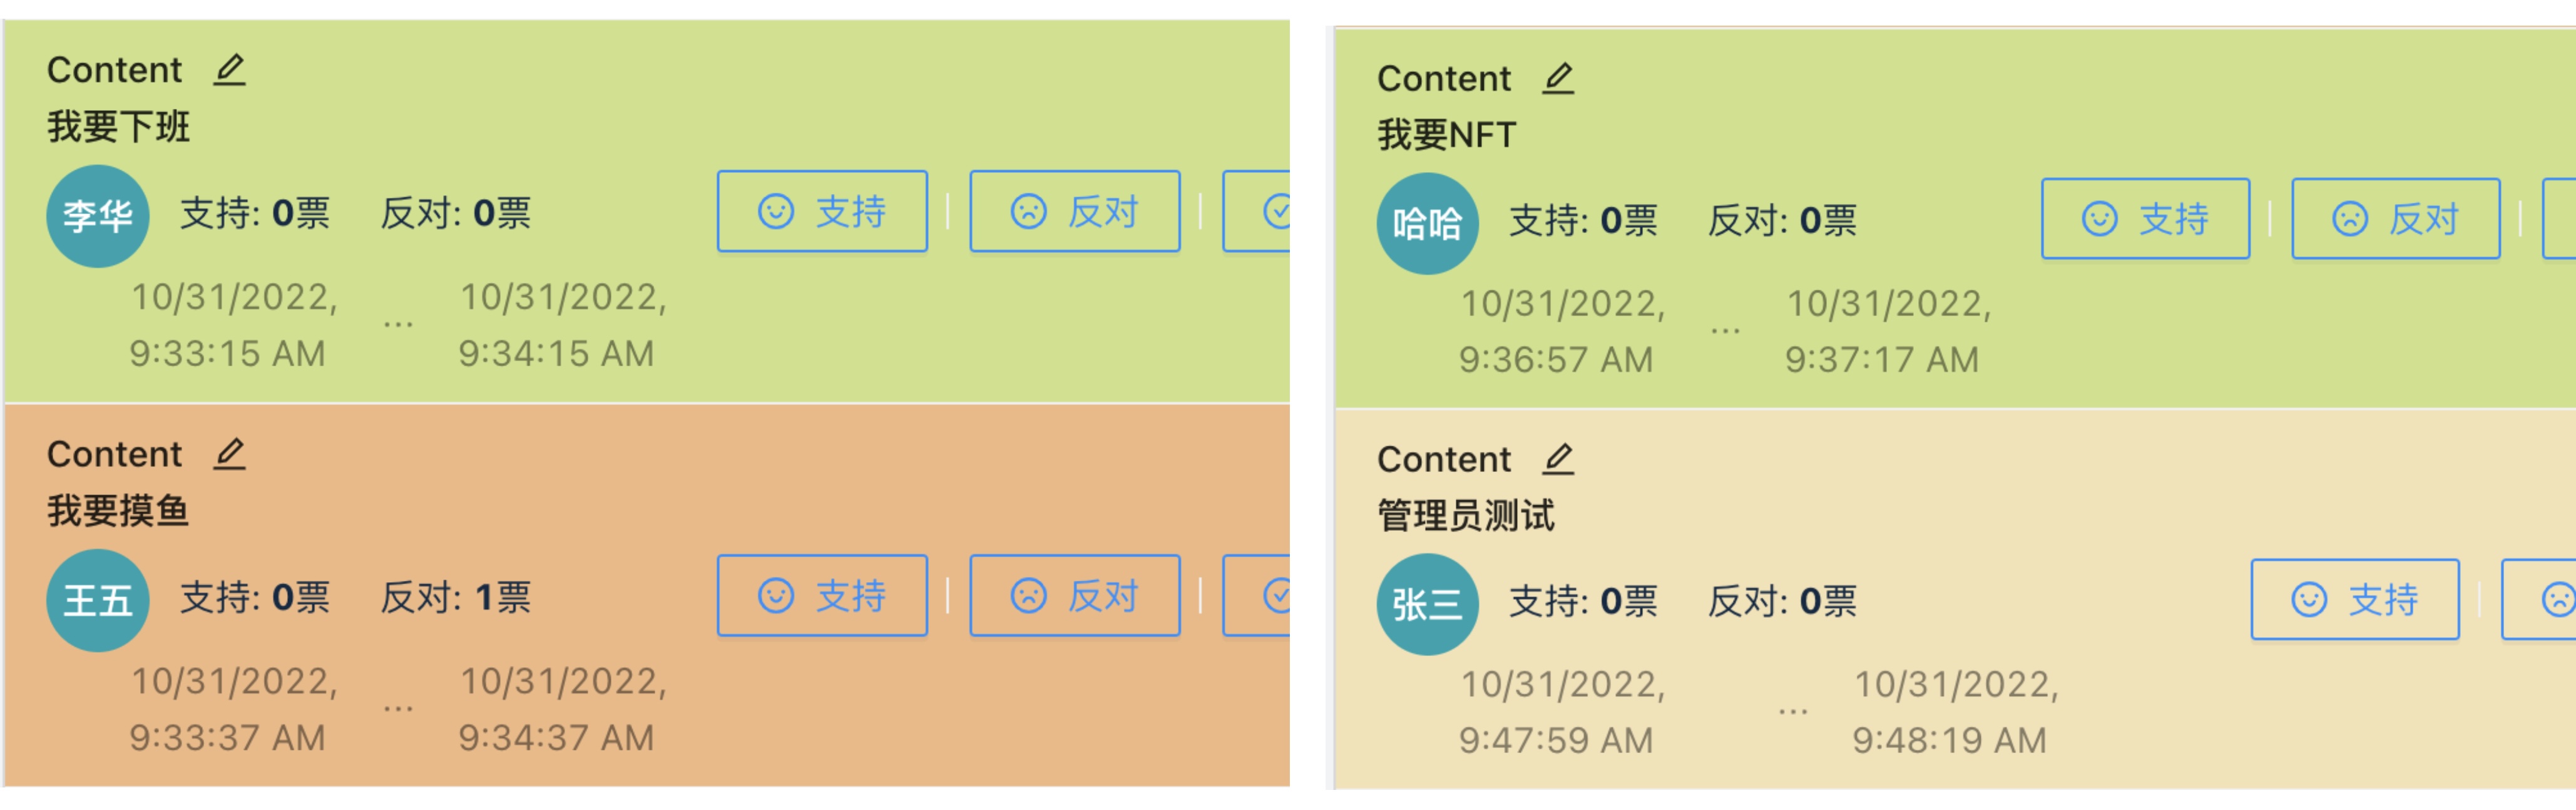 Content
我要下班
李华 支持: 0票 反对: 0票 支持 反对
10/31/2022, 9:33:15 AM ... 10/31/2022, 9:34:15 AM
Content
我要摸鱼
王五 支持: 0票 反对: 1票 支持 反对
10/31/2022, 9:33:37 AM ... 10/31/2022, 9:34:37 AM
Content
我要NFT
哈哈 支持: 0票 反对: 0票 支持 反对
10/31/2022, 9:36:57 AM ... 10/31/2022, 9:37:17 AM
Content
管理员测试
张三 支持: 0票 反对: 0票 支持
10/31/2022, 9:47:59 AM ... 10/31/2022, 9:48:19 AM